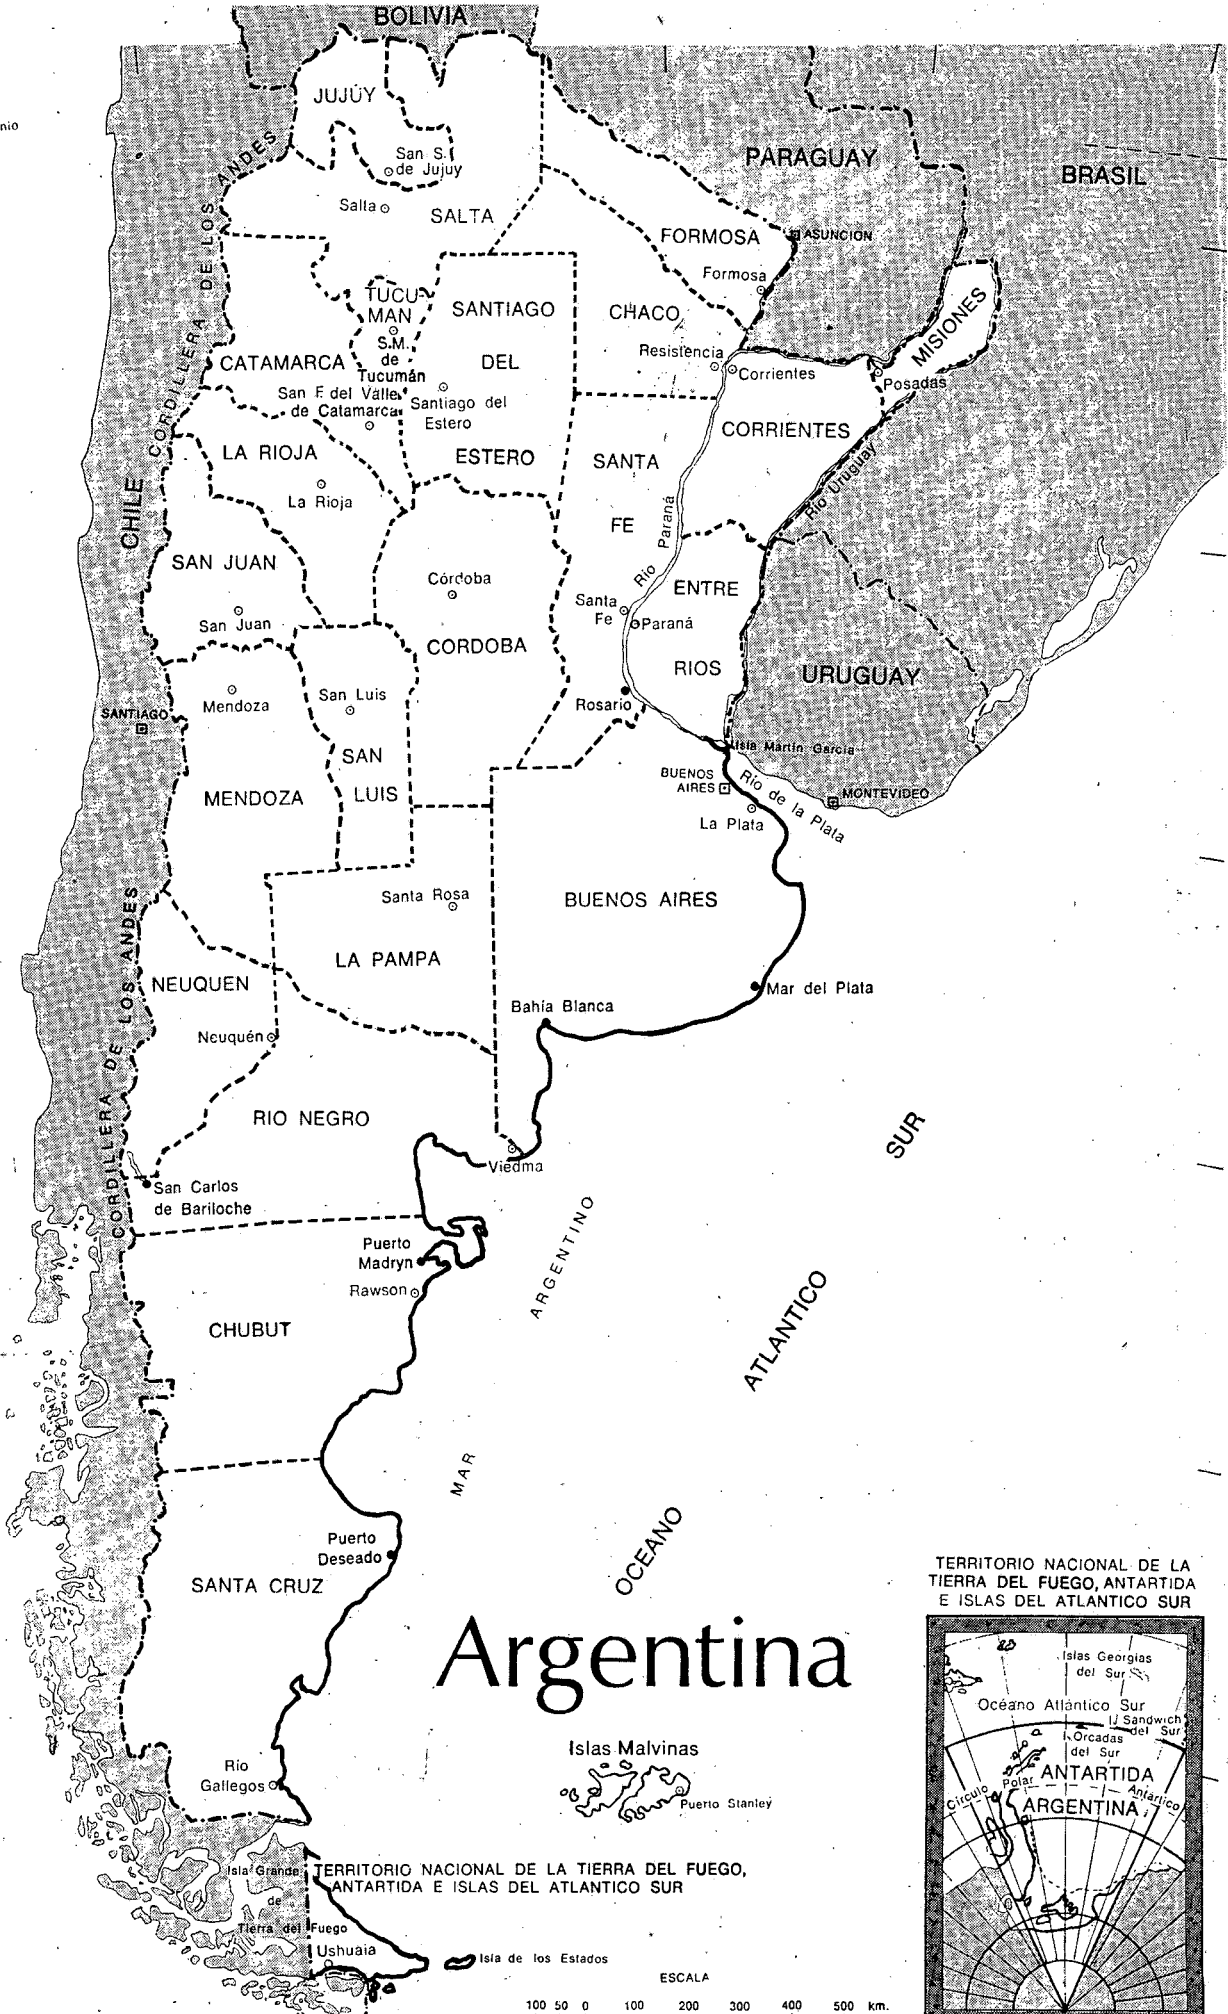 BOLIVIA
JUJÚY
nio
San S.
de Jujuy
PARAGUAY
BRASIL
CORDILLERA DE LOS ANDES
Salta
SALTA
FORMOSA
ASUNCION
Formosa
TUCU-
MAN
SANTIAGO
CHACO
MISIONES
S.M.
de
Tucumán
CATAMARCA
DEL
Resistencia
Corrientes
Posadas
San F. del Valle
de Catamarca
Santiago del
Estero
CORRIENTES
LA RIOJA
ESTERO
SANTA
Río Uruguay
La Rioja
CHILE
FE
Río Paraná
SAN JUAN
Córdoba
ENTRE
San Juan
Santa
Fe
Paraná
CORDOBA
RIOS
URUGUAY
Mendoza
San Luis
Rosario
SANTIAGO
SAN
Isla Martín García
MENDOZA
LUIS
BUENOS
AIRES
Río de la Plata
MONTEVIDEO
La Plata
Santa Rosa
BUENOS AIRES
LA PAMPA
CORDILLERA DE LOS ANDES
NEUQUEN
Mar del Plata
Bahía Blanca
Neuquén
RIO NEGRO
SUR
Viedma
San Carlos
de Bariloche
Puerto
Madryn
ARGENTINO
Rawson
ATLANTICO
CHUBUT
MAR
OCEANO
Puerto
Deseado
SANTA CRUZ
TERRITORIO NACIONAL DE LA
TIERRA DEL FUEGO, ANTARTIDA
E ISLAS DEL ATLANTICO SUR
Argentina
Islas Georgias
del Sur
Océano Atlántico Sur
I. Sandwich
del Sur
I. Orcadas
del Sur
ANTARTIDA
Círculo Polar Antártico
ARGENTINA
Islas Malvinas
Puerto Stanley
Río
Gallegos
Isla Grande
de
Tierra del Fuego
TERRITORIO NACIONAL DE LA TIERRA DEL FUEGO,
ANTARTIDA E ISLAS DEL ATLANTICO SUR
Ushuaia
Isla de los Estados
ESCALA
100 50 0 100 200 300 400 500 km.